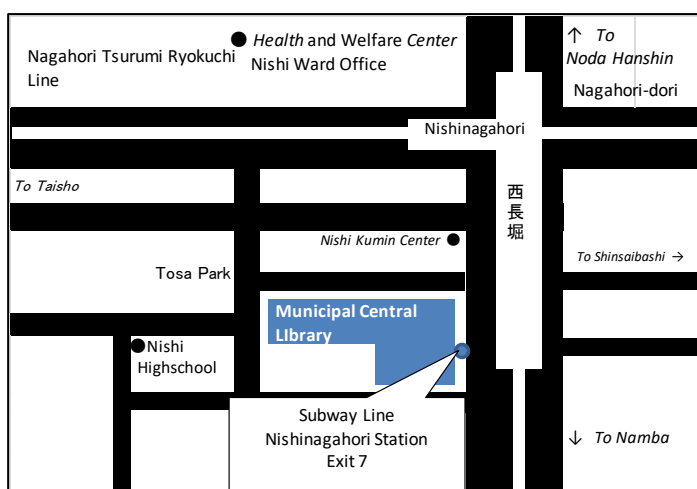 ↑ To
Noda Hanshin
● Health and Welfare Center
Nishi Ward Office
Nagahori Tsurumi Ryokuchi
Line
Nagahori-dori
Nishinagahori
To Taisho
西長堀
Nishi Kumin Center ●
To Shinsaibashi →
Tosa Park
Municipal Central
LIbrary
●Nishi
Highschool
Subway Line
Nishinagahori Station
Exit 7
↓ To Namba